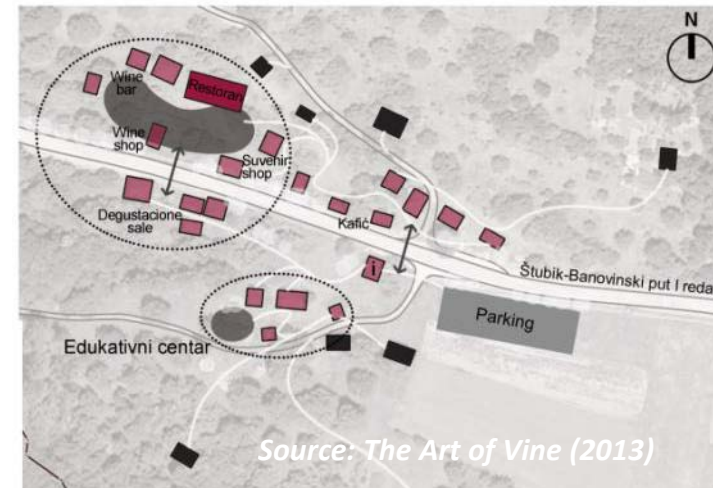 N
Wine
bar
Restoran
Wine
shop
Suvenir
shop
Degustacione
sale
Kafić
i
Štubik-Banovinski put I reda
Parking
Edukativni centar
Source: The Art of Vine (2013)